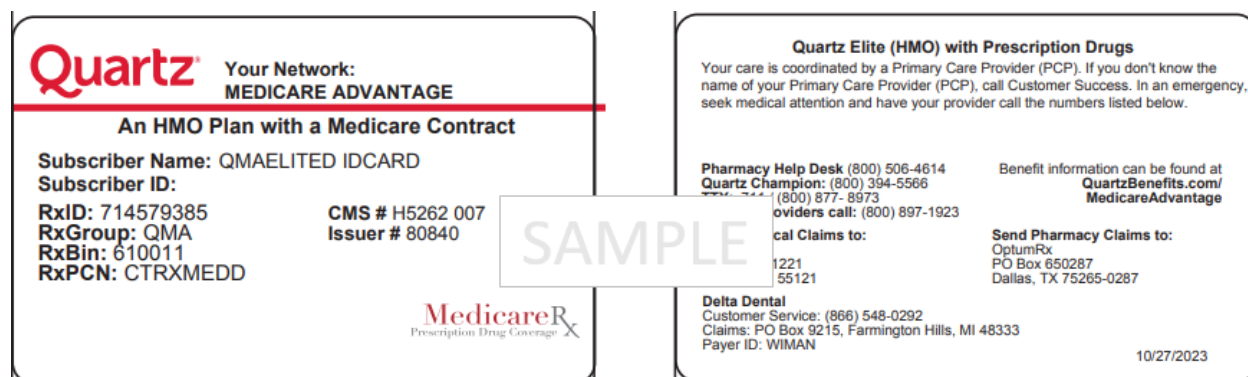 Quartz
Your Network:
MEDICARE ADVANTAGE
An HMO Plan with a Medicare Contract
Subscriber Name: QMAELITED IDCARD
Subscriber ID:
RxID: 714579385
RxGroup: QMA
RxBin: 610011
RxPCN: CTRXMEDD
CMS # H5262 007
Issuer # 80840
MedicareRx
Prescription Drug Coverage
SAMPLE
Quartz Elite (HMO) with Prescription Drugs
Your care is coordinated by a Primary Care Provider (PCP). If you don't know the
name of your Primary Care Provider (PCP), call Customer Success. In an emergency,
seek medical attention and have your provider call the numbers listed below.
Pharmacy Help Desk (800) 506-4614
Quartz Champion: (800) 394-5566
(800) 877- 8973
call: (800) 897-1923
Benefit information can be found at
QuartzBenefits.com/
MedicareAdvantage
Claims to:
1221
55121
Send Pharmacy Claims to:
OptumRx
PO Box 650287
Dallas, TX 75265-0287
Delta Dental
Customer Service: (866) 548-0292
Claims: PO Box 9215, Farmington Hills, MI 48333
Payer ID: WIMAN
10/27/2023